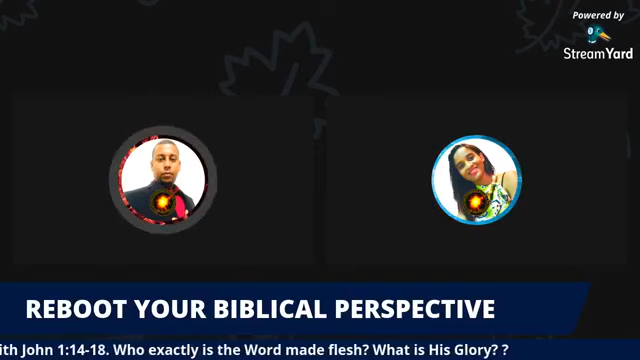 Powered by
StreamYard
REBOOT YOUR BIBLICAL PERSPECTIVE
ith John 1:14-18. Who exactly is the Word made flesh? What is His Glory? ?